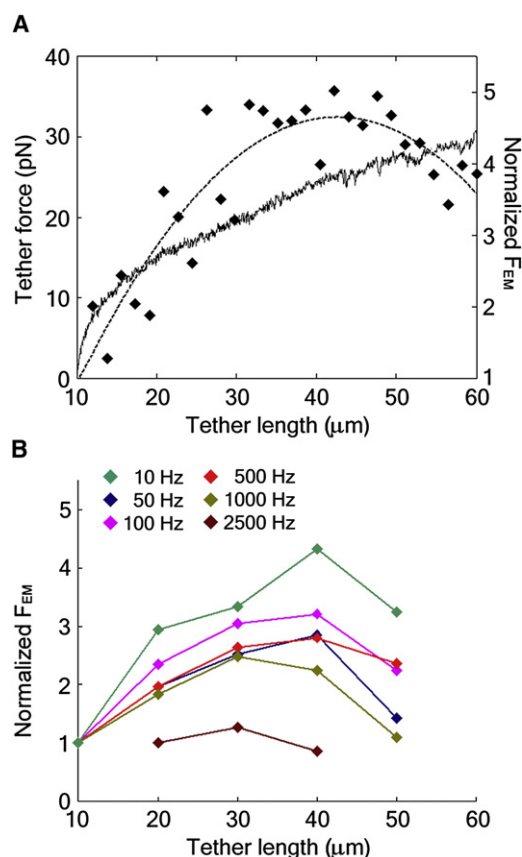 A
40
30
20
10
0
Tether force (pN)
5
4
3
2
1
Normalized FEM
10 20 30 40 50 60
Tether length (μm)
B
10 Hz 500 Hz
50 Hz 1000 Hz
100 Hz 2500 Hz
5
4
3
2
1
0
Normalized FEM
10 20 30 40 50 60
Tether length (μm)